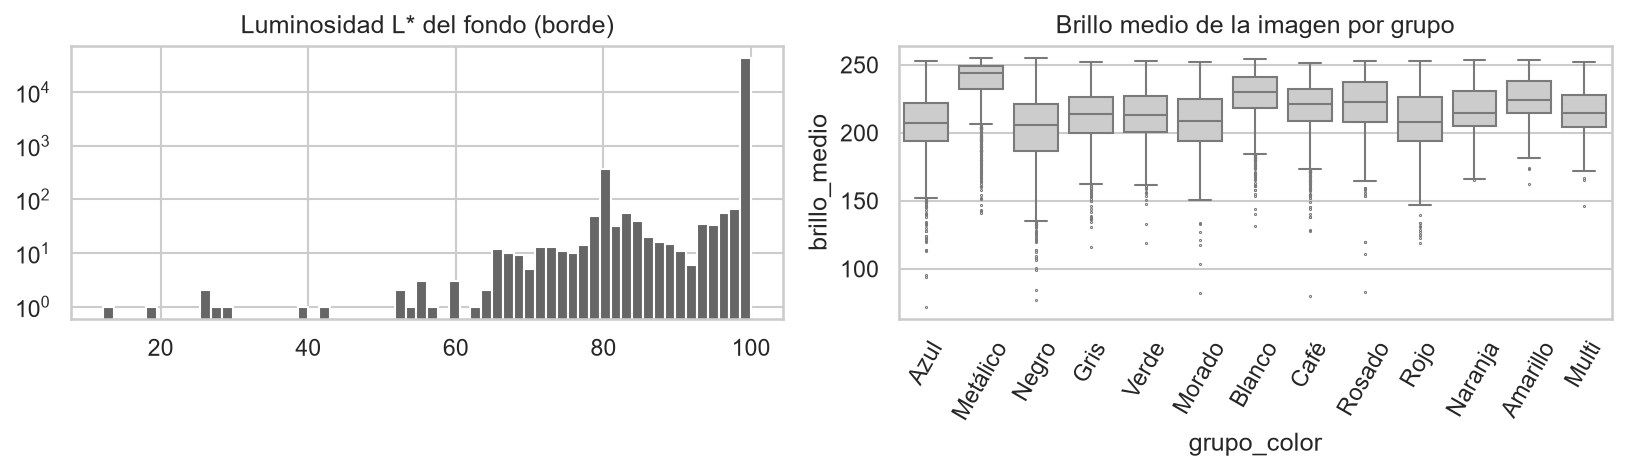 Luminosidad L* del fondo (borde)
10^4
10^3
10^2
10^1
10^0
20 40 60 80 100
Brillo medio de la imagen por grupo
250
200
150
100
brillo_medio
Azul Metálico Negro Gris Verde Morado Blanco Café Rosado Rojo Naranja Amarillo Multi
grupo_color